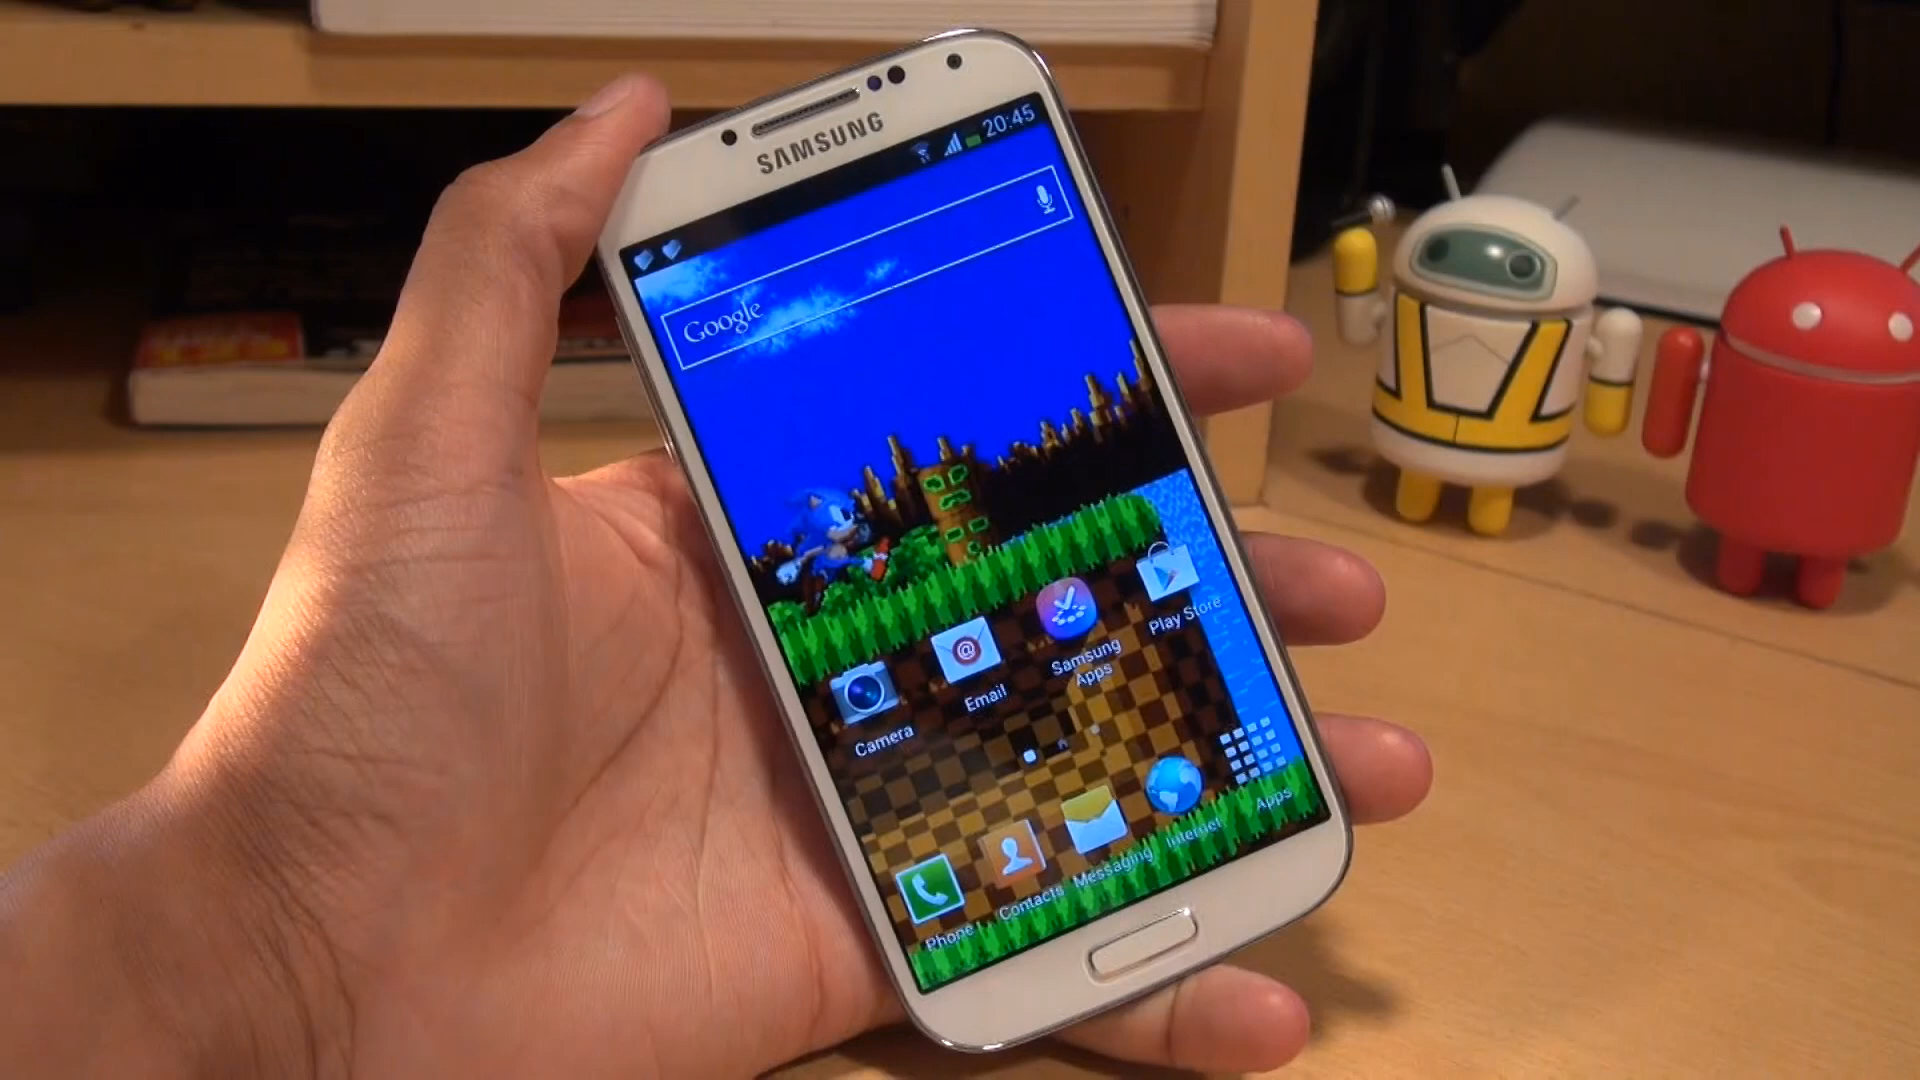 SAMSUNG
20:45
Google
Camera
Email
Samsung
Apps
Play Store
Phone
Contacts
Messaging
Internet
Apps